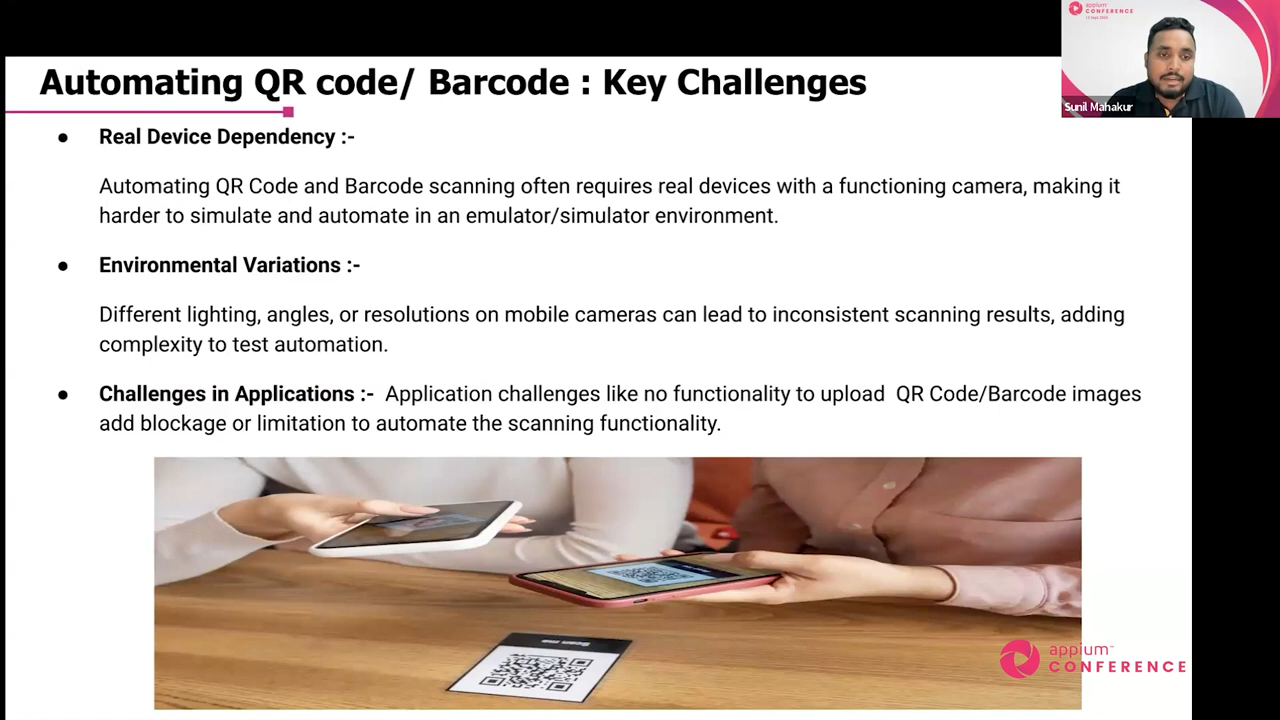 appium
CONFERENCE
Sunil Mahakur
Automating QR code/ Barcode : Key Challenges
● Real Device Dependency :-
Automating QR Code and Barcode scanning often requires real devices with a functioning camera, making it
harder to simulate and automate in an emulator/simulator environment.
● Environmental Variations :-
Different lighting, angles, or resolutions on mobile cameras can lead to inconsistent scanning results, adding
complexity to test automation.
● Challenges in Applications :- Application challenges like no functionality to upload QR Code/Barcode images
add blockage or limitation to automate the scanning functionality.
Scan me
appium™
CONFERENCE